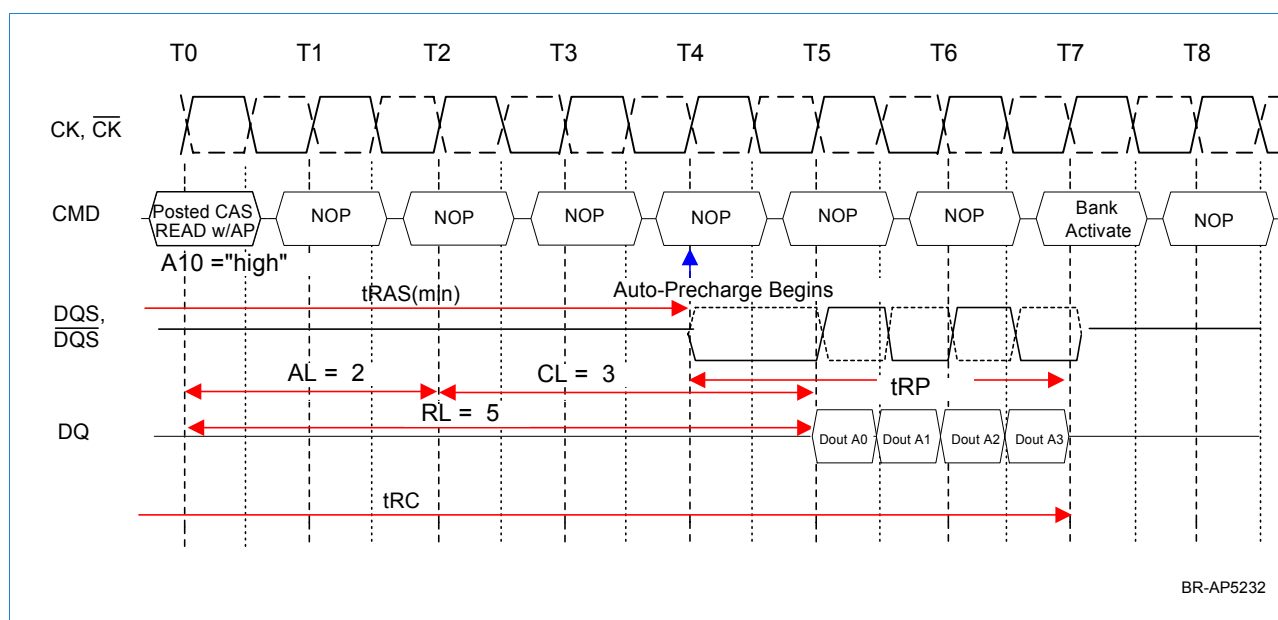 T0 T1 T2 T3 T4 T5 T6 T7 T8
CK, CK
CMD
Posted CAS
READ w/AP
NOP NOP NOP NOP NOP NOP Bank
Activate NOP
A10 ="high"
tRAS(min)
Auto-Precharge Begins
DQS,
DQS
AL = 2
CL = 3
tRP
RL = 5
DQ
Dout A0 Dout A1 Dout A2 Dout A3
tRC
BR-AP5232